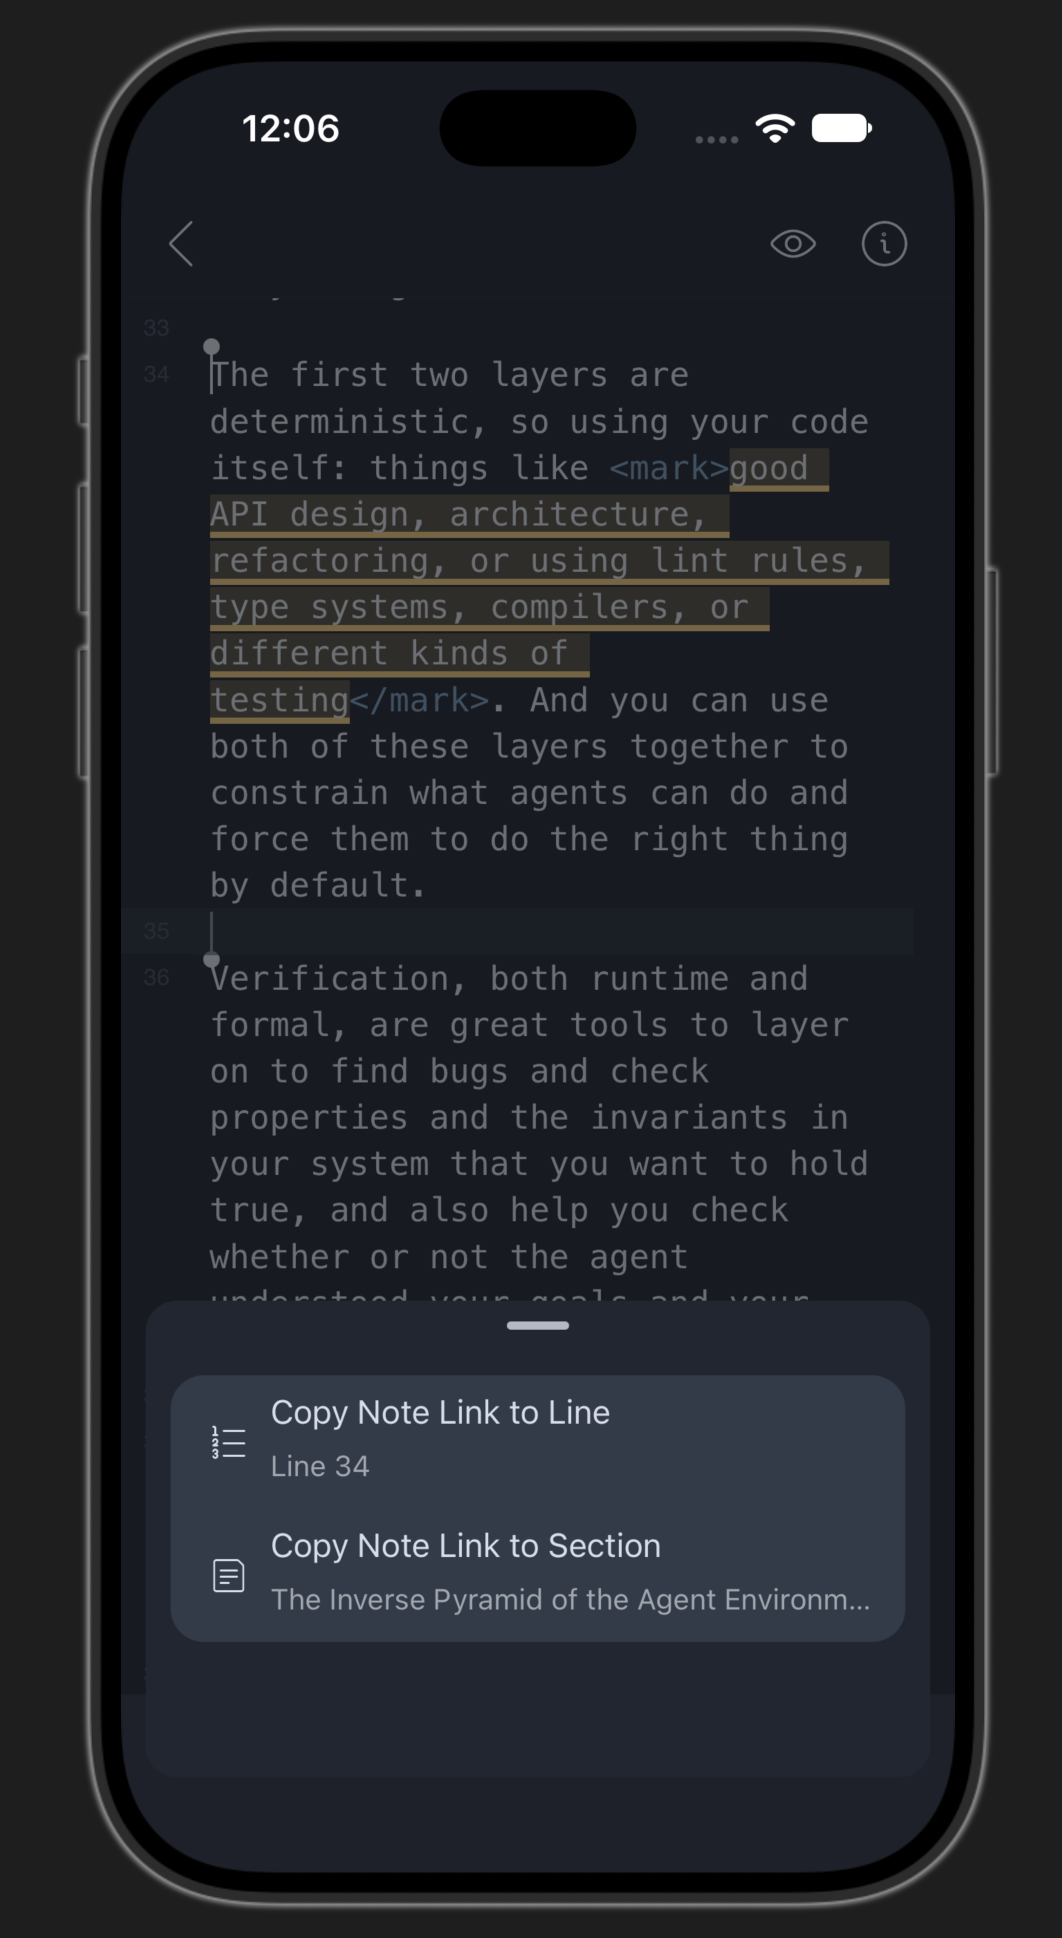 12:06
33
34
The first two layers are
deterministic, so using your code
itself: things like <mark>good
API design, architecture,
refactoring, or using lint rules,
type systems, compilers, or
different kinds of
testing</mark>. And you can use
both of these layers together to
constrain what agents can do and
force them to do the right thing
by default.
35
36
Verification, both runtime and
formal, are great tools to layer
on to find bugs and check
properties and the invariants in
your system that you want to hold
true, and also help you check
whether or not the agent
understood your goals and your
Copy Note Link to Line
Line 34
Copy Note Link to Section
The Inverse Pyramid of the Agent Environm...